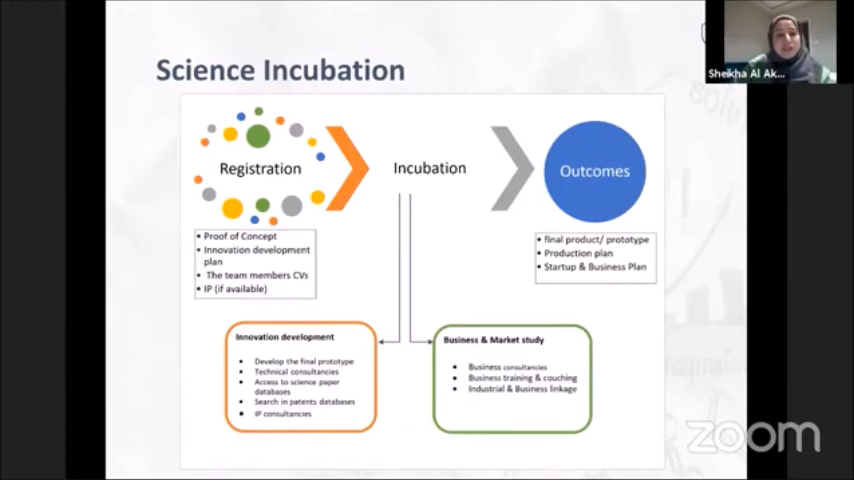 Sheikha Al Ak...
Science Incubation
Registration
Incubation
Outcomes
• Proof of Concept
• Innovation development
plan
• The team members CVs
• IP (if available)
• final product/ prototype
• Production plan
• Startup & Business Plan
Innovation development
• Develop the final prototype
• Technical consultancies
• Access to science paper
databases
• Search in patents databases
• IP consultancies
Business & Market study
• Business consultancies
• Business training & couching
• Industrial & Business linkage
zoom